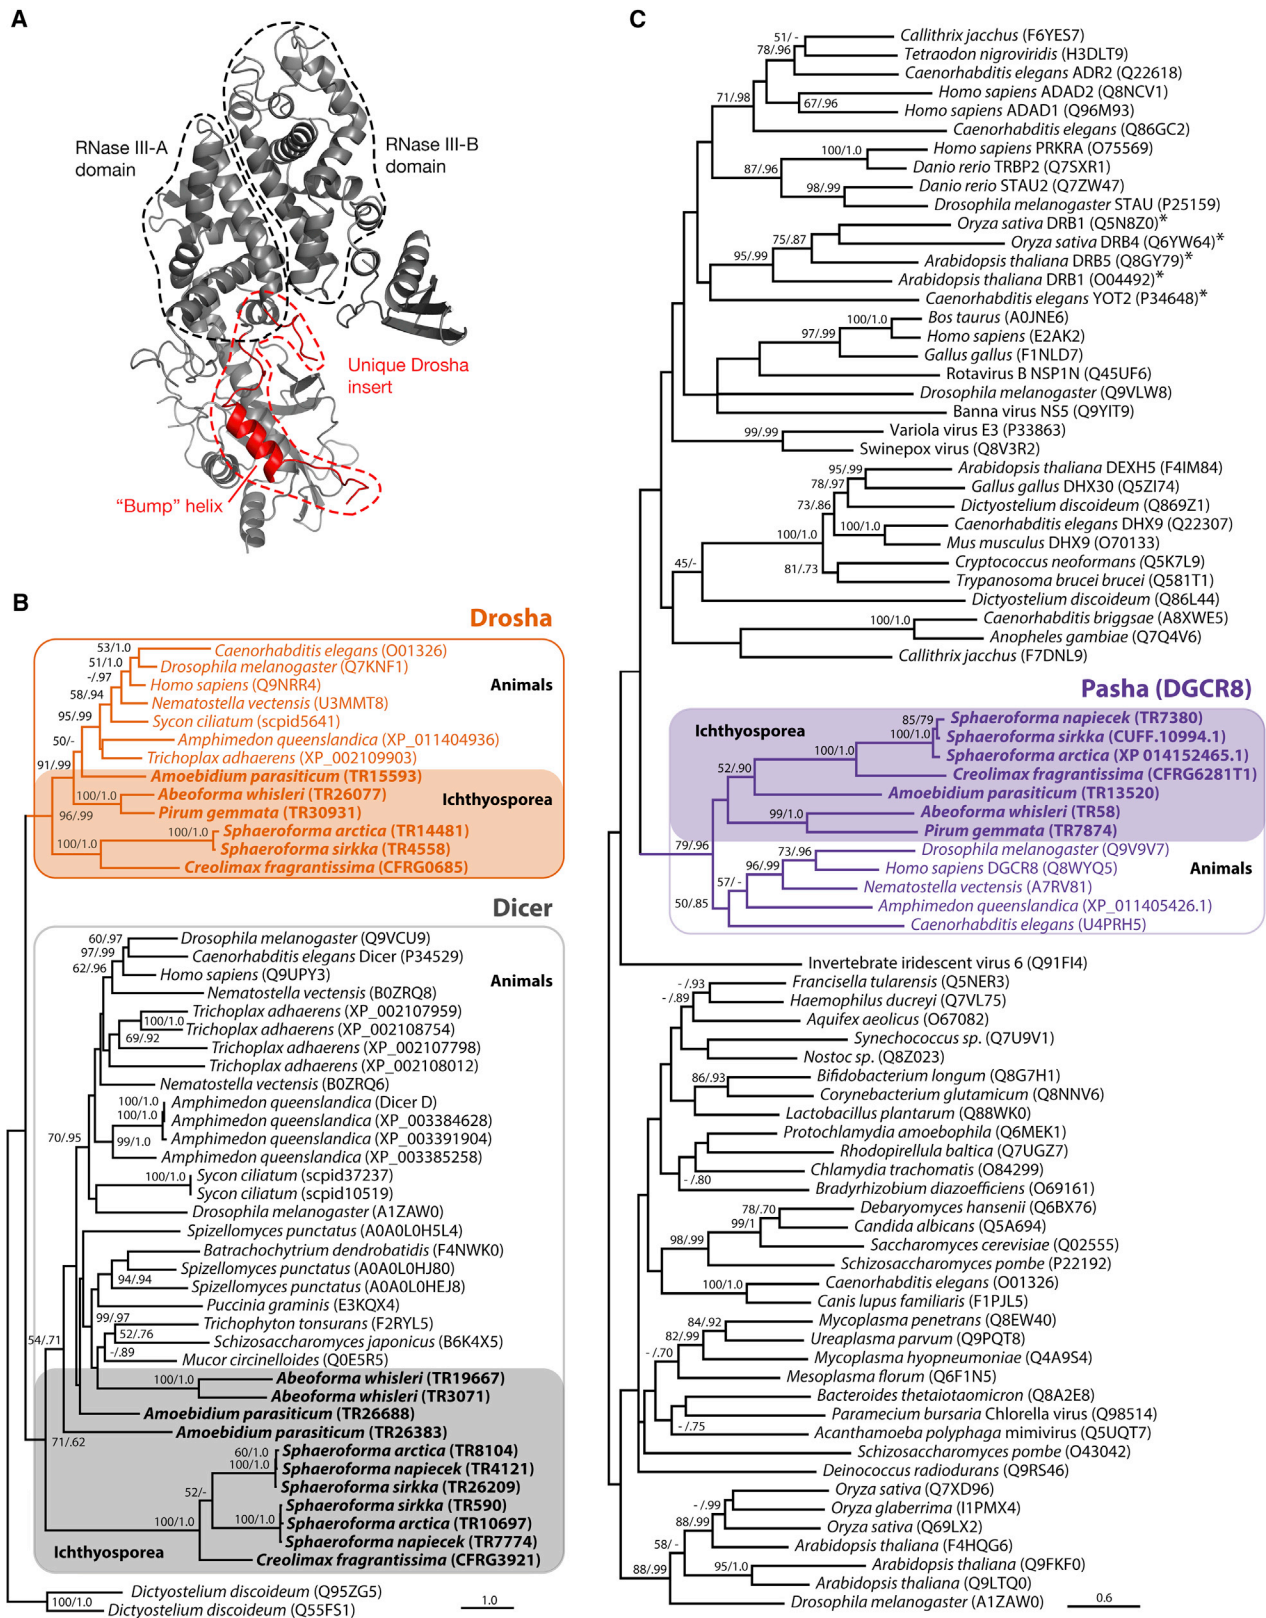 A
RNase III-A
domain
RNase III-B
domain
Unique Drosha
insert
“Bump” helix
B
Drosha
53/1.0
51/1.0
-/.97
58/.94
95/.99
50/-
91/.99
100/1.0
96/.99
100/1.0
100/1.0
Caenorhabditis elegans (O01326)
Drosophila melanogaster (Q7KNF1)
Homo sapiens (Q9NRR4)
Animals
Nematostella vectensis (U3MMT8)
Sycon ciliatum (scpid5641)
Amphimedon queenslandica (XP_011404936)
Trichoplax adhaerens (XP_002109903)
Amoebidium parasiticum (TR15593)
Abeoforma whisleri (TR26077)
Ichthyosporea
Pirum gemmata (TR30931)
Sphaeroforma arctica (TR14481)
Sphaeroforma sirkka (TR4558)
Creolimax fragrantissima (CFRG0685)
Dicer
60/.97
97/.99
62/.96
100/1.0
69/.92
100/1.0
100/1.0
99/1.0
70/.95
100/1.0
94/.94
99/.97
52/.76
-/.89
54/.71
100/1.0
71/.62
60/1.0
100/1.0
52/-
100/1.0
100/1.0
Drosophila melanogaster (Q9VCU9)
Caenorhabditis elegans Dicer (P34529)
Homo sapiens (Q9UPY3)
Animals
Nematostella vectensis (B0ZRQ8)
Trichoplax adhaerens (XP_002107959)
Trichoplax adhaerens (XP_002108754)
Trichoplax adhaerens (XP_002107798)
Trichoplax adhaerens (XP_002108012)
Nematostella vectensis (B0ZRQ6)
Amphimedon queenslandica (Dicer D)
Amphimedon queenslandica (XP_003384628)
Amphimedon queenslandica (XP_003391904)
Amphimedon queenslandica (XP_003385258)
Sycon ciliatum (scpid37237)
Sycon ciliatum (scpid10519)
Drosophila melanogaster (A1ZAW0)
Spizellomyces punctatus (A0A0L0H5L4)
Batrachochytrium dendrobatidis (F4NWK0)
Spizellomyces punctatus (A0A0L0HJ80)
Spizellomyces punctatus (A0A0L0HEJ8)
Puccinia graminis (E3KQX4)
Trichophyton tonsurans (F2RYL5)
Schizosaccharomyces japonicus (B6K4X5)
Mucor circinelloides (Q0E5R5)
Abeoforma whisleri (TR19667)
Abeoforma whisleri (TR3071)
Amoebidium parasiticum (TR26688)
Amoebidium parasiticum (TR26383)
Sphaeroforma arctica (TR8104)
Sphaeroforma napiecek (TR4121)
Sphaeroforma sirkka (TR26209)
Sphaeroforma sirkka (TR590)
Sphaeroforma arctica (TR10697)
Sphaeroforma napiecek (TR7774)
Ichthyosporea
Creolimax fragrantissima (CFRG3921)
100/1.0
Dictyostelium discoideum (Q95ZG5)
Dictyostelium discoideum (Q55FS1)
1.0
C
51/ -
78/.96
71/.98
67/.96
100/1.0
87/.96
98/.99
75/.87
95/.99
100/1.0
97/.99
99/.99
95/.99
78/.97
73/.86
100/1.0
100/1.0
81/.73
45/-
100/1.0
Callithrix jacchus (F6YES7)
Tetraodon nigroviridis (H3DLT9)
Caenorhabditis elegans ADR2 (Q22618)
Homo sapiens ADAD2 (Q8NCV1)
Homo sapiens ADAD1 (Q96M93)
Caenorhabditis elegans (Q86GC2)
Homo sapiens PRKRA (O75569)
Danio rerio TRBP2 (Q7SXR1)
Danio rerio STAU2 (Q7ZW47)
Drosophila melanogaster STAU (P25159)
Oryza sativa DRB1 (Q5N8Z0)*
Oryza sativa DRB4 (Q6YW64)*
Arabidopsis thaliana DRB5 (Q8GY79)*
Arabidopsis thaliana DRB1 (O04492)*
Caenorhabditis elegans YOT2 (P34648)*
Bos taurus (A0JNE6)
Homo sapiens (E2AK2)
Gallus gallus (F1NLD7)
Rotavirus B NSP1N (Q45UF6)
Drosophila melanogaster (Q9VLW8)
Banna virus NS5 (Q9YIT9)
Variola virus E3 (P33863)
Swinepox virus (Q8V3R2)
Arabidopsis thaliana DEXH5 (F4IM84)
Gallus gallus DHX30 (Q5ZI74)
Dictyostelium discoideum (Q869Z1)
Caenorhabditis elegans DHX9 (Q22307)
Mus musculus DHX9 (O70133)
Cryptococcus neoformans (Q5K7L9)
Trypanosoma brucei brucei (Q581T1)
Dictyostelium discoideum (Q86L44)
Caenorhabditis briggsae (A8XWE5)
Anopheles gambiae (Q7Q4V6)
Callithrix jacchus (F7DNL9)
Pasha (DGCR8)
Ichthyosporea
85/79
100/1.0
100/1.0
52/.90
99/1.0
79/.96
73/.96
96/.99
57/ -
50/.85
Sphaeroforma napiecek (TR7380)
Sphaeroforma sirkka (CUFF.10994.1)
Sphaeroforma arctica (XP 014152465.1)
Creolimax fragrantissima (CFRG6281T1)
Amoebidium parasiticum (TR13520)
Abeoforma whisleri (TR58)
Pirum gemmata (TR7874)
Drosophila melanogaster (Q9V9V7)
Homo sapiens DGCR8 (Q8WYQ5)
Animals
Nematostella vectensis (A7RV81)
Amphimedon queenslandica (XP_011405426.1)
Caenorhabditis elegans (U4PRH5)
Invertebrate iridescent virus 6 (Q91FI4)
- /.93
- /.89
86/.93
- /.80
78/.70
99/1
98/.99
100/1.0
84/.92
82/.99
- /.70
- /.75
- /.99
88/.99
58/ -
95/1.0
88/.99
Francisella tularensis (Q5NER3)
Haemophilus ducreyi (Q7VL75)
Aquifex aeolicus (O67082)
Synechococcus sp. (Q7U9V1)
Nostoc sp. (Q8Z023)
Bifidobacterium longum (Q8G7H1)
Corynebacterium glutamicum (Q8NNV6)
Lactobacillus plantarum (Q88WK0)
Protochlamydia amoebophila (Q6MEK1)
Rhodopirellula baltica (Q7UGZ7)
Chlamydia trachomatis (O84299)
Bradyrhizobium diazoefficiens (O69161)
Debaryomyces hansenii (Q6BX76)
Candida albicans (Q5A694)
Saccharomyces cerevisiae (Q02555)
Schizosaccharomyces pombe (P22192)
Caenorhabditis elegans (O01326)
Canis lupus familiaris (F1PJL5)
Mycoplasma penetrans (Q8EW40)
Ureaplasma parvum (Q9PQT8)
Mycoplasma hyopneumoniae (Q4A9S4)
Mesoplasma florum (Q6F1N5)
Bacteroides thetaiotaomicron (Q8A2E8)
Paramecium bursaria Chlorella virus (Q98514)
Acanthamoeba polyphaga mimivirus (Q5UQT7)
Schizosaccharomyces pombe (O43042)
Deinococcus radiodurans (Q9RS46)
Oryza sativa (Q7XD96)
Oryza glaberrima (I1PMX4)
Oryza sativa (Q69LX2)
Arabidopsis thaliana (F4HQG6)
Arabidopsis thaliana (Q9FKF0)
Arabidopsis thaliana (Q9LTQ0)
Drosophila melanogaster (A1ZAW0)
0.6